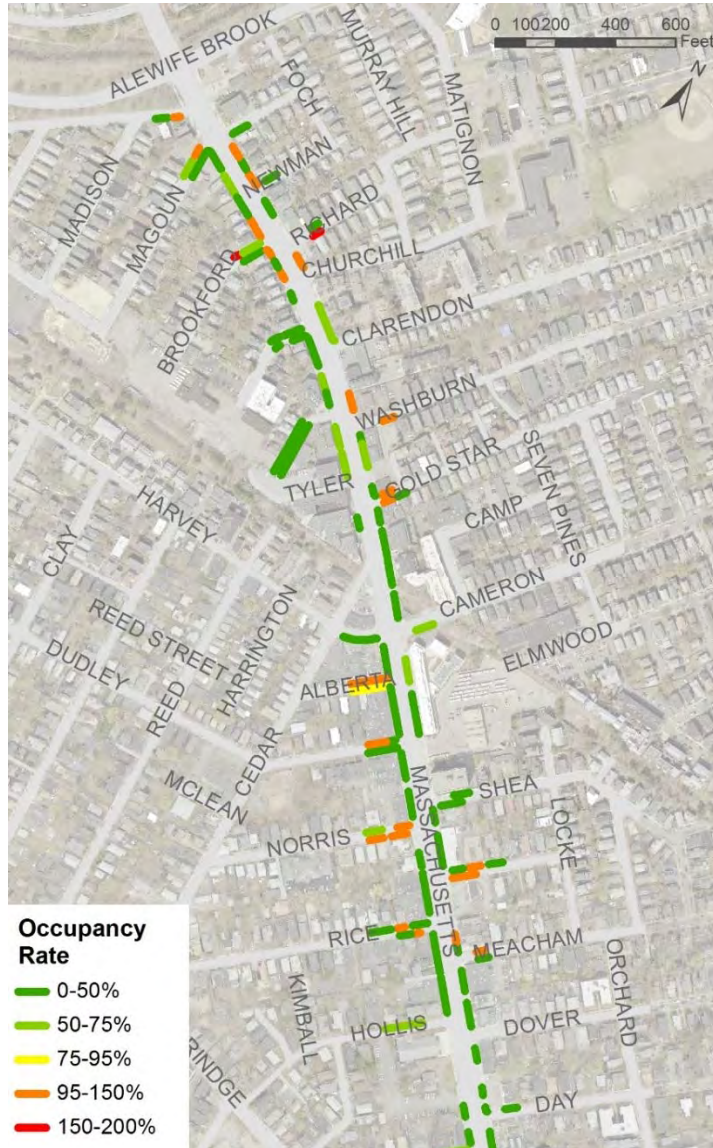 0 100200 400 600
Feet
N
ALEWIFE BROOK
FOCH
MURRAY HILL
MATIGNON
MADISON
MAGOUN
NEWMAN
RICHARD
CHURCHILL
BROOKFORD
CLARENDON
WASHBURN
TYLER
GOLD STAR
SEVEN PINES
CAMP
HARVEY
CLAY
CAMERON
REED STREET
HARRINGTON
ELMWOOD
DUDLEY
REED
ALBERTA
CEDAR
MCLEAN
MASSACHUSETTS
SHEA
LOCKE
NORRIS
RICE
MEACHAM
ORCHARD
KIMBALL
HOLLIS
DOVER
RINDGE
DAY
Occupancy
Rate
0-50%
50-75%
75-95%
95-150%
150-200%